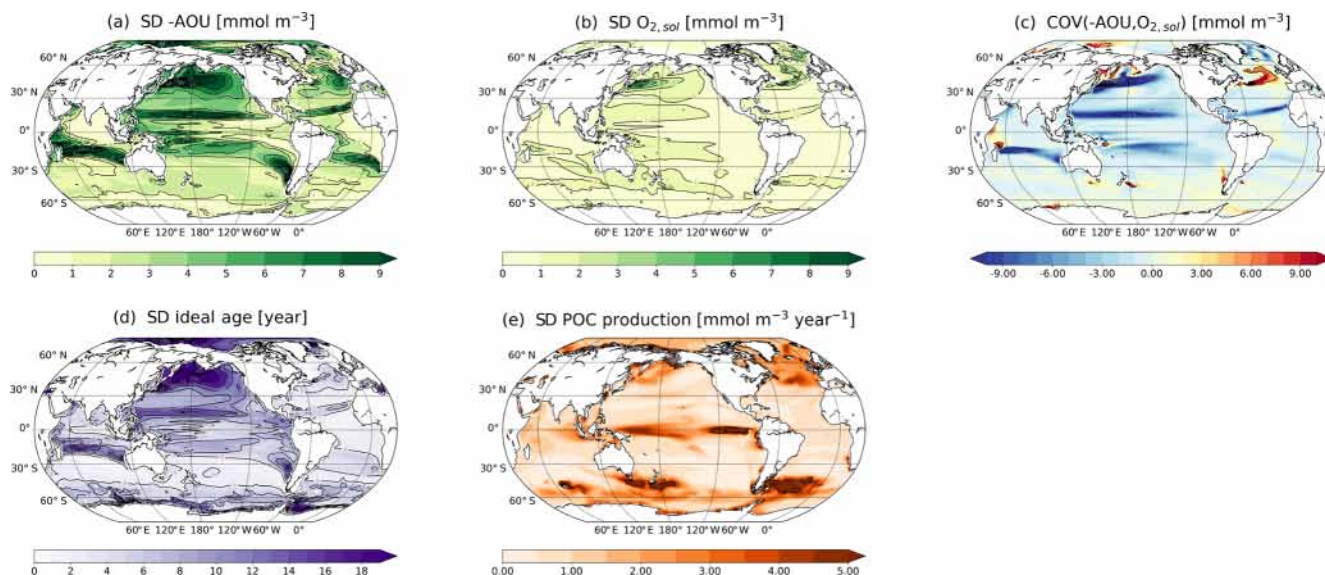 (a) SD -AOU [mmol m⁻³]
60° N
30° N
0°
30° S
60° S
60°E 120°E 180° 120°W 60°W 0°
0 1 2 3 4 5 6 7 8 9
(b) SD O₂,sol [mmol m⁻³]
60° N
30° N
0°
30° S
60° S
60°E 120°E 180° 120°W 60°W 0°
0 1 2 3 4 5 6 7 8 9
(c) COV(-AOU,O₂,sol) [mmol m⁻³]
60° N
30° N
0°
30° S
60° S
60°E 120°E 180° 120°W 60°W 0°
-9.00 -6.00 -3.00 0.00 3.00 6.00 9.00
(d) SD ideal age [year]
60° N
30° N
0°
30° S
60° S
60°E 120°E 180° 120°W 60°W 0°
0 2 4 6 8 10 12 14 16 18
(e) SD POC production [mmol m⁻³ year⁻¹]
60° N
30° N
0°
30° S
60° S
60°E 120°E 180° 120°W 60°W 0°
0.00 1.00 2.00 3.00 4.00 5.00